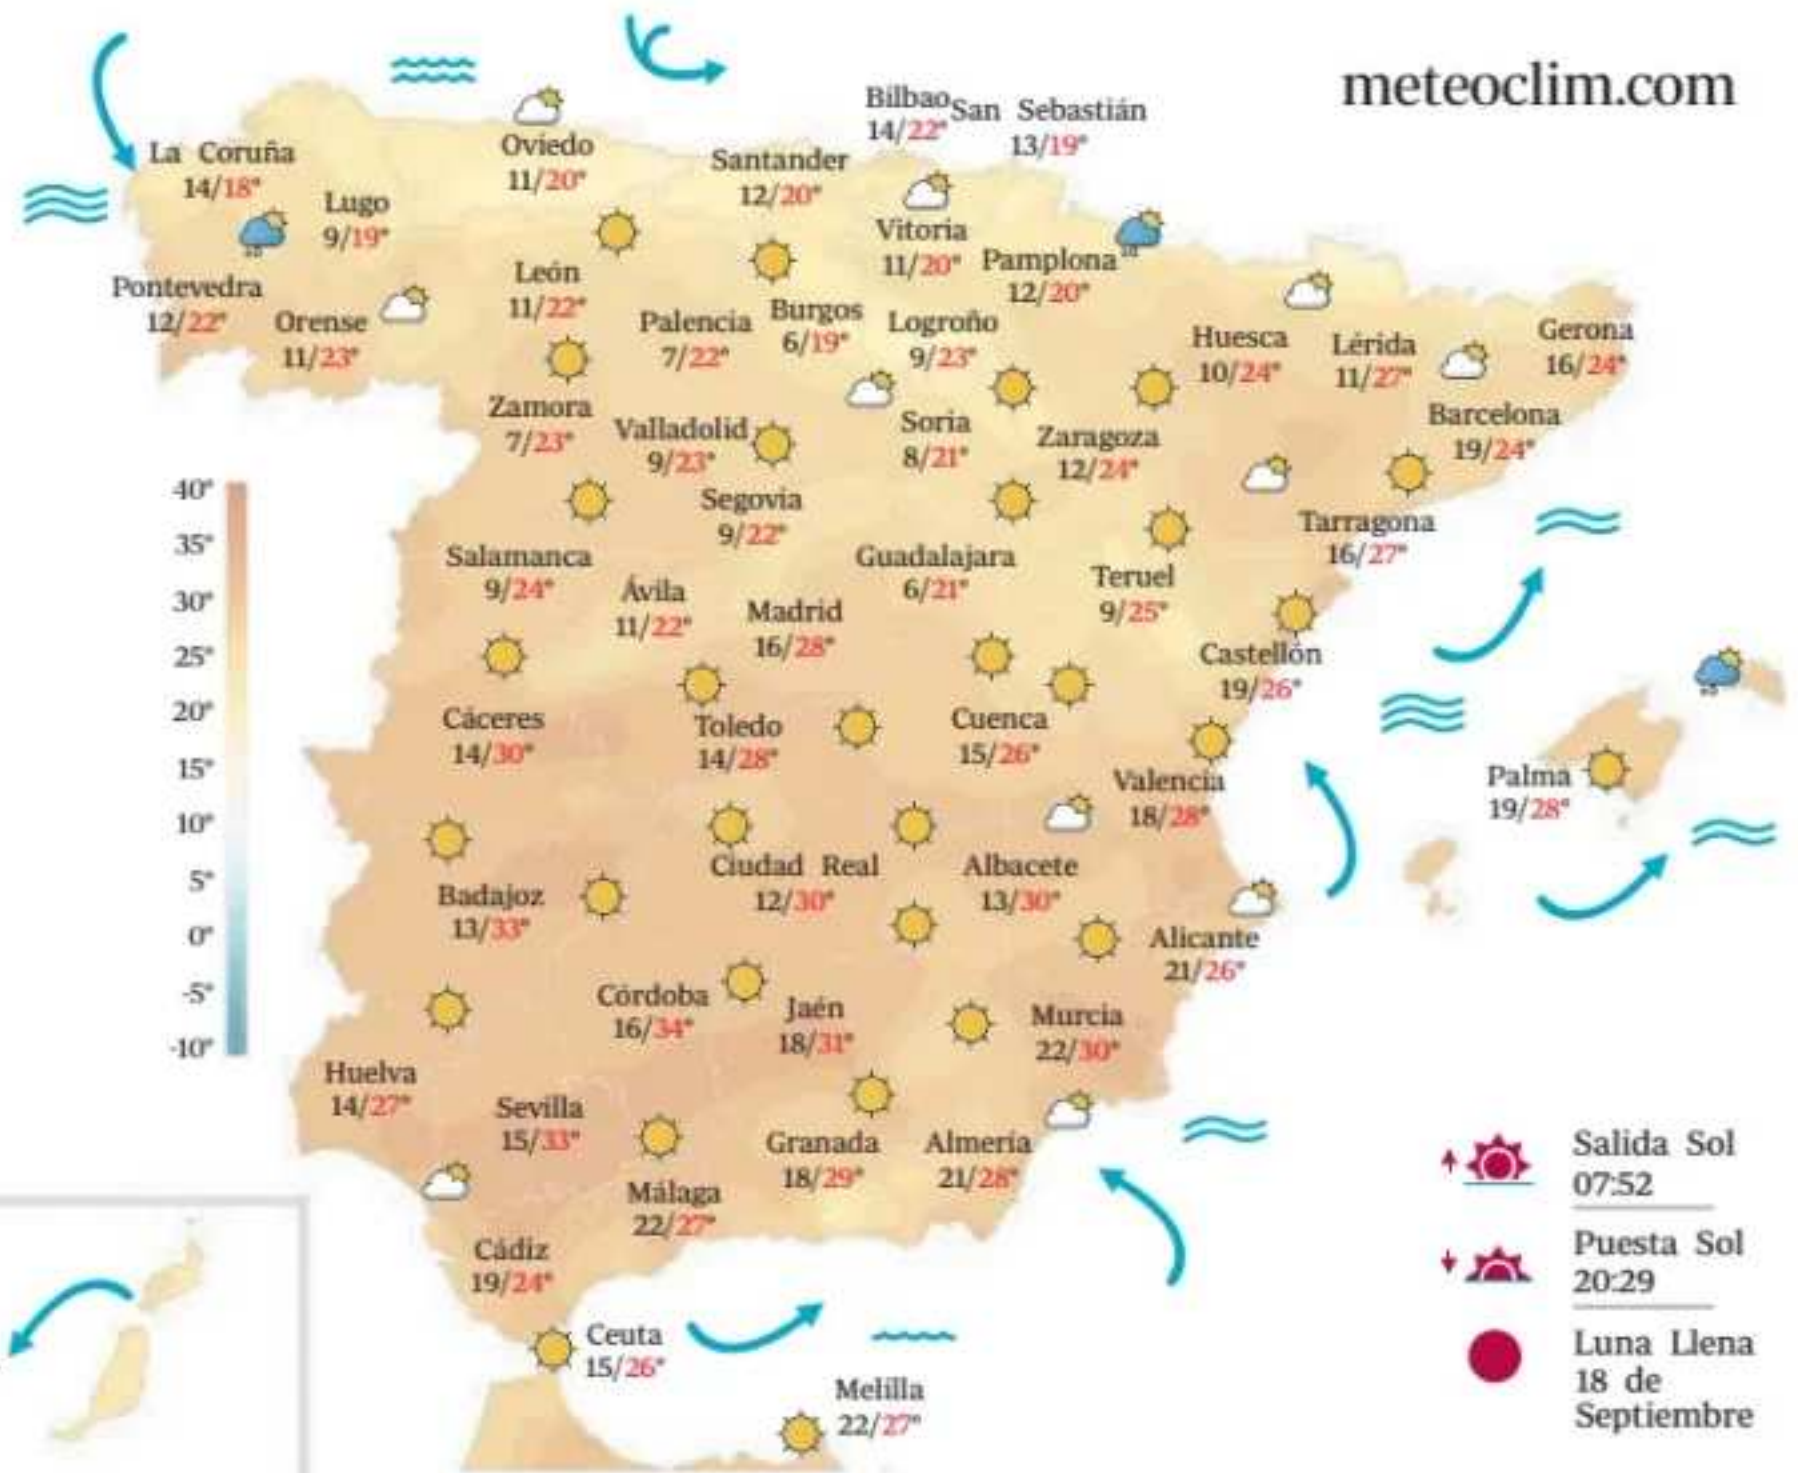 meteoclim.com
Bilbao
14/22°
San Sebastián
13/19°
La Coruña
14/18°
Oviedo
11/20°
Santander
12/20°
Lugo
9/19°
Vitoria
11/20°
Pamplona
12/20°
Pontevedra
12/22°
Orense
11/23°
León
11/22°
Palencia
7/22°
Burgos
6/19°
Logroño
9/23°
Huesca
10/24°
Lérida
11/27°
Gerona
16/24°
Zamora
7/23°
Valladolid
9/23°
Soria
8/21°
Zaragoza
12/24°
Barcelona
19/24°
Segovia
9/22°
Tarragona
16/27°
Salamanca
9/24°
Ávila
11/22°
Madrid
16/28°
Guadalajara
6/21°
Teruel
9/25°
Castellón
19/26°
Cáceres
14/30°
Toledo
14/28°
Cuenca
15/26°
Valencia
18/28°
Palma
19/28°
Badajoz
13/33°
Ciudad Real
12/30°
Albacete
13/30°
Alicante
21/26°
Córdoba
16/34°
Jaén
18/31°
Murcia
22/30°
Huelva
14/27°
Sevilla
15/33°
Granada
18/29°
Almería
21/28°
Málaga
22/27°
Cádiz
19/24°
Ceuta
15/26°
Melilla
22/27°
40°
35°
30°
25°
20°
15°
10°
5°
0°
-5°
-10°
Salida Sol
07:52
Puesta Sol
20:29
Luna Llena
18 de
Septiembre